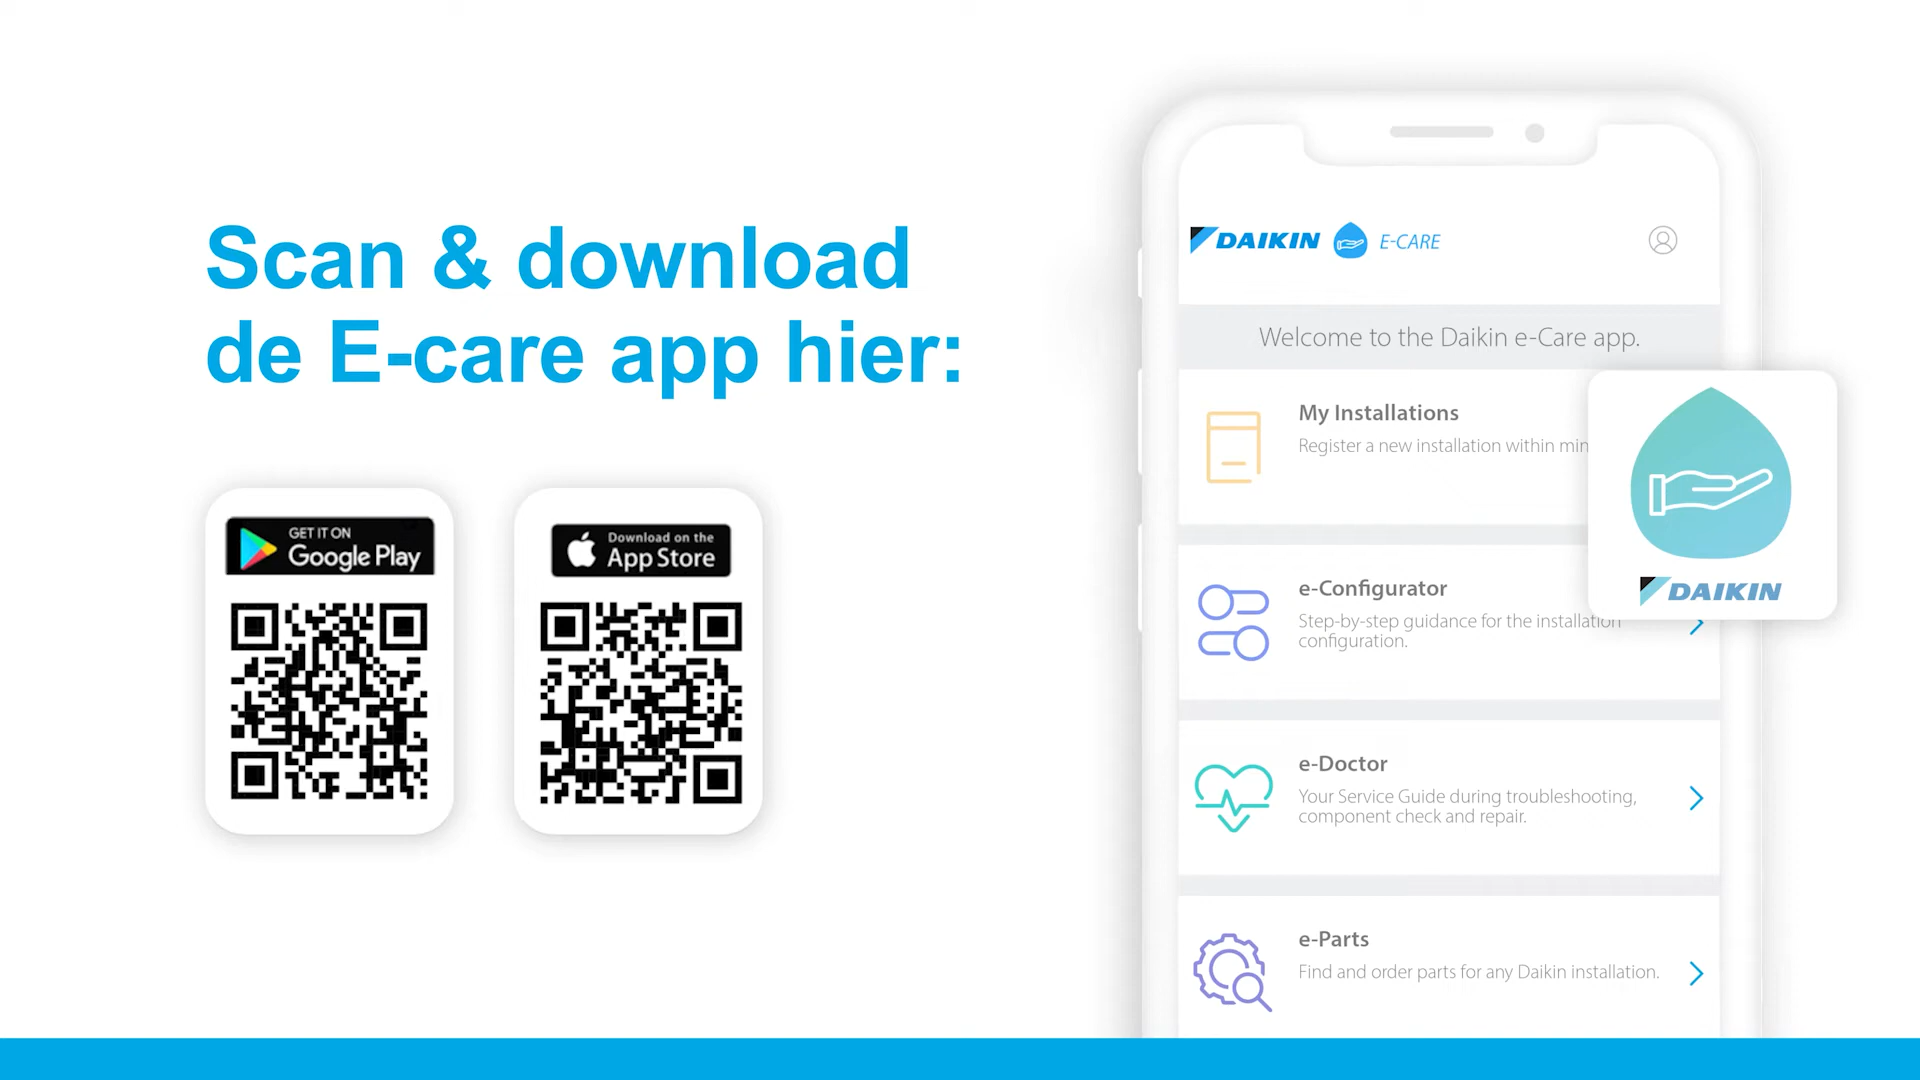 Scan & download
de E-care app hier:
GET IT ON
Google Play
Download on the
App Store
DAIKIN E-CARE
Welcome to the Daikin e-Care app.
My Installations
Register a new installation within min
DAIKIN
e-Configurator
Step-by-step guidance for the installation
configuration.
e-Doctor
Your Service Guide during troubleshooting,
component check and repair.
e-Parts
Find and order parts for any Daikin installation.